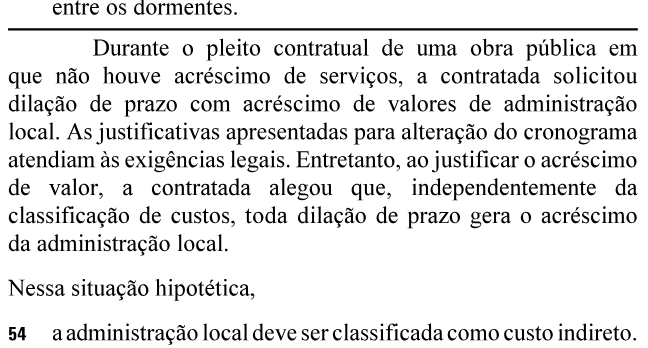 entre os dormentes.
Durante o pleito contratual de uma obra pública em
que não houve acréscimo de serviços, a contratada solicitou
dilação de prazo com acréscimo de valores de administração
local. As justificativas apresentadas para alteração do cronograma
atendiam às exigências legais. Entretanto, ao justificar o acréscimo
de valor, a contratada alegou que, independentemente da
classificação de custos, toda dilação de prazo gera o acréscimo
da administração local.
Nessa situação hipotética,
54 a administração local deve ser classificada como custo indireto.